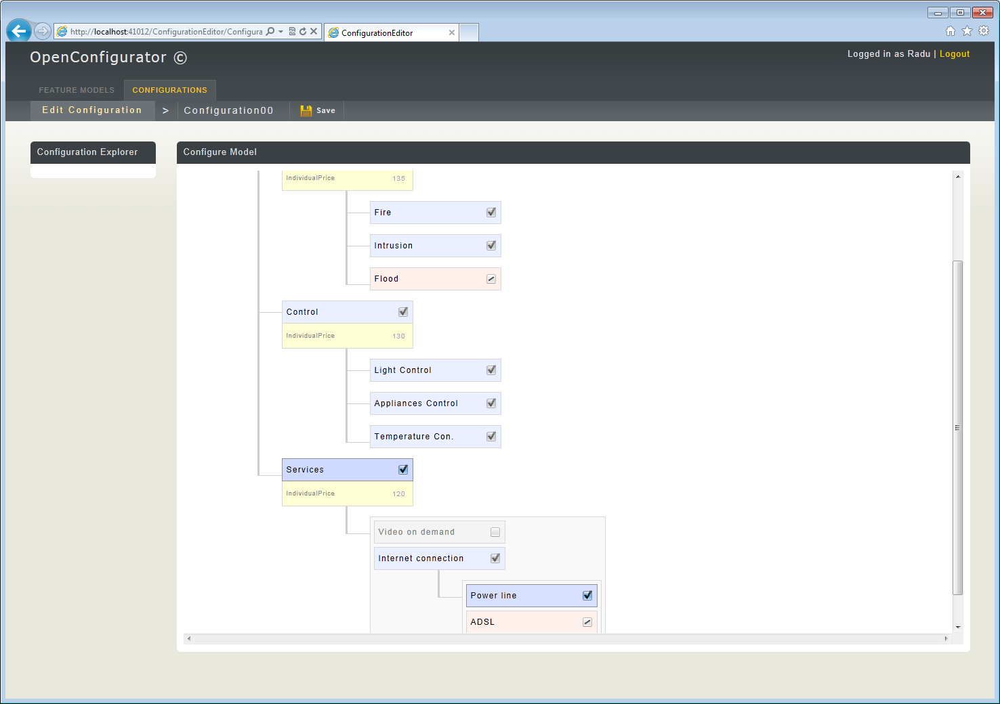 http://localhost:41012/ConfigurationEditor/Configura
ConfigurationEditor
OpenConfigurator ©
Logged in as Radu | Logout
FEATURE MODELS
CONFIGURATIONS
Edit Configuration > Configuration00 Save
Configuration Explorer
Configure Model
IndividualPrice 135
Fire
Intrusion
Flood
Control
IndividualPrice 130
Light Control
Appliances Control
Temperature Con.
Services
IndividualPrice 120
Video on demand
Internet connection
Power line
ADSL